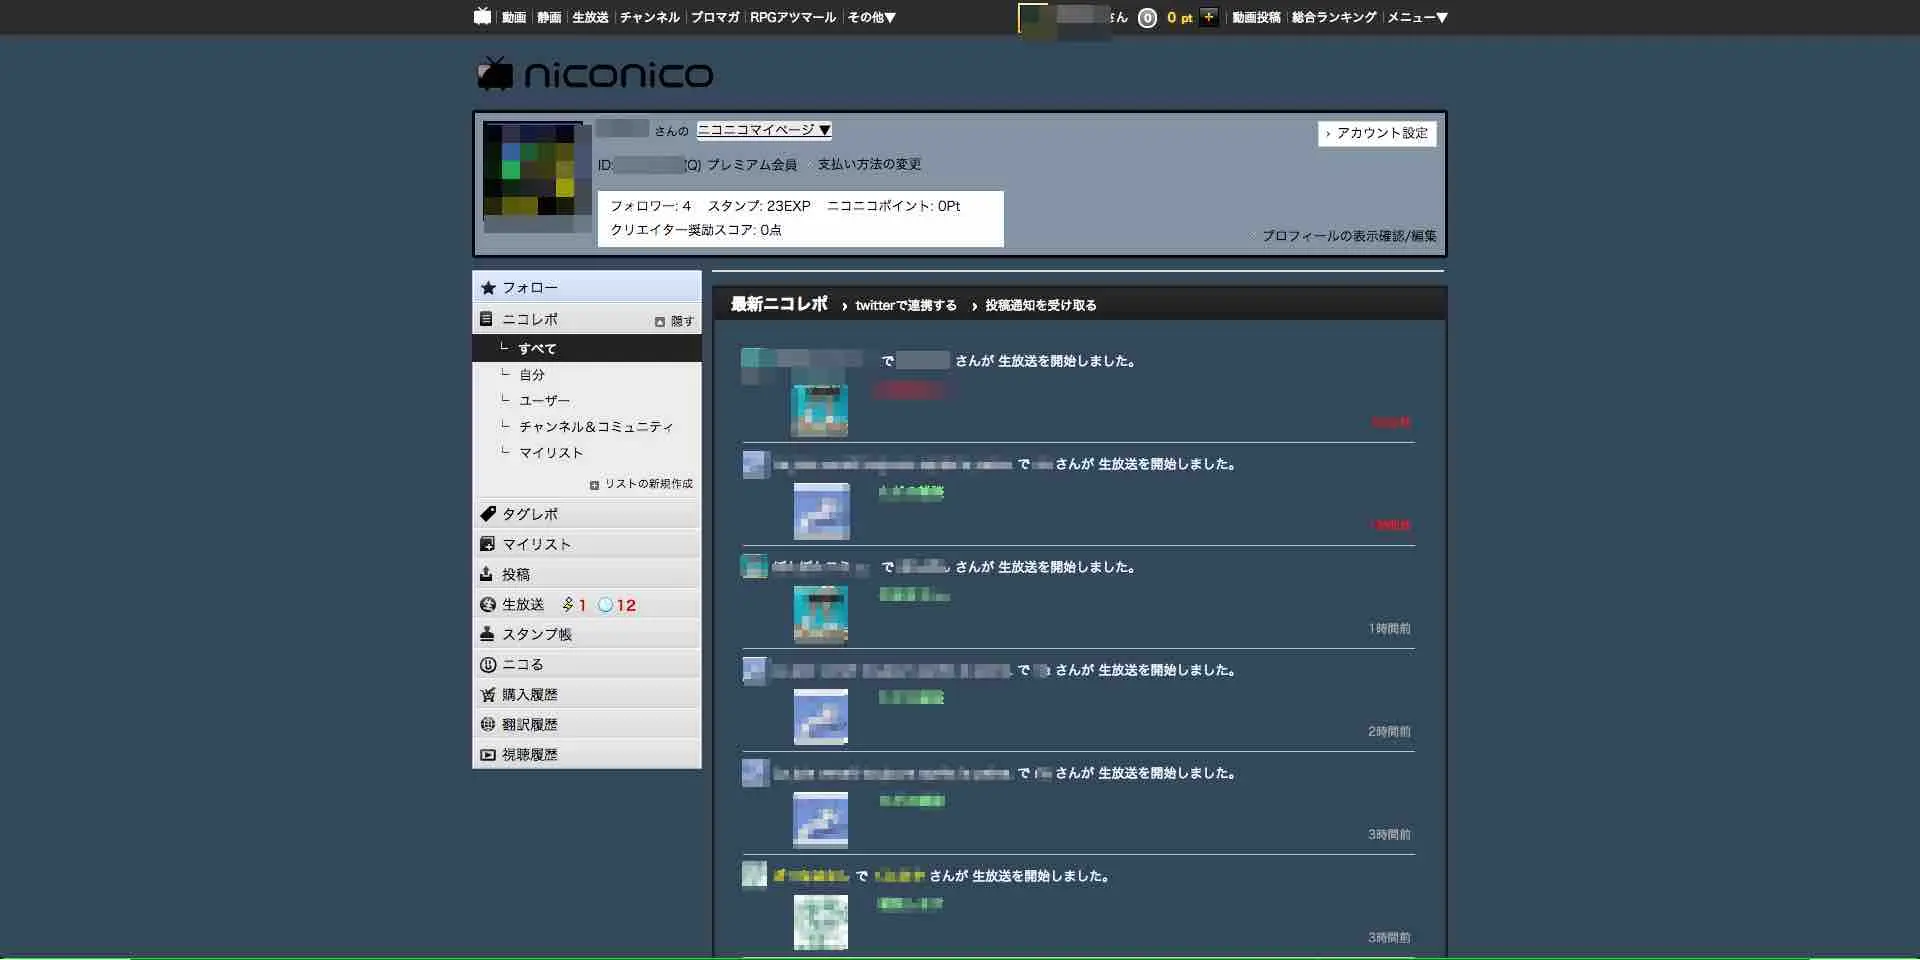 動画 静画 生放送 チャンネル ブロマガ RPGアツマール その他▼ さん 0 0 pt + 動画投稿 総合ランキング メニュー▼
niconico
さんの ニコニコマイページ ▼ › アカウント設定
ID: (Q) プレミアム会員 支払い方法の変更
フォロワー: 4 スタンプ: 23EXP ニコニコポイント: 0Pt
クリエイター奨励スコア: 0点
プロフィールの表示確認/編集
フォロー
ニコレポ 隠す
└ すべて
└ 自分
└ ユーザー
└ チャンネル&コミュニティ
└ マイリスト
リストの新規作成
タグレポ
マイリスト
投稿
生放送 1 12
スタンプ帳
ニコる
購入履歴
翻訳履歴
視聴履歴
最新ニコレポ › twitterで連携する › 投稿通知を受け取る
で さんが 生放送を開始しました。
で さんが 生放送を開始しました。
で さんが 生放送を開始しました。
1時間前
で さんが 生放送を開始しました。
2時間前
で さんが 生放送を開始しました。
3時間前
で さんが 生放送を開始しました。
3時間前